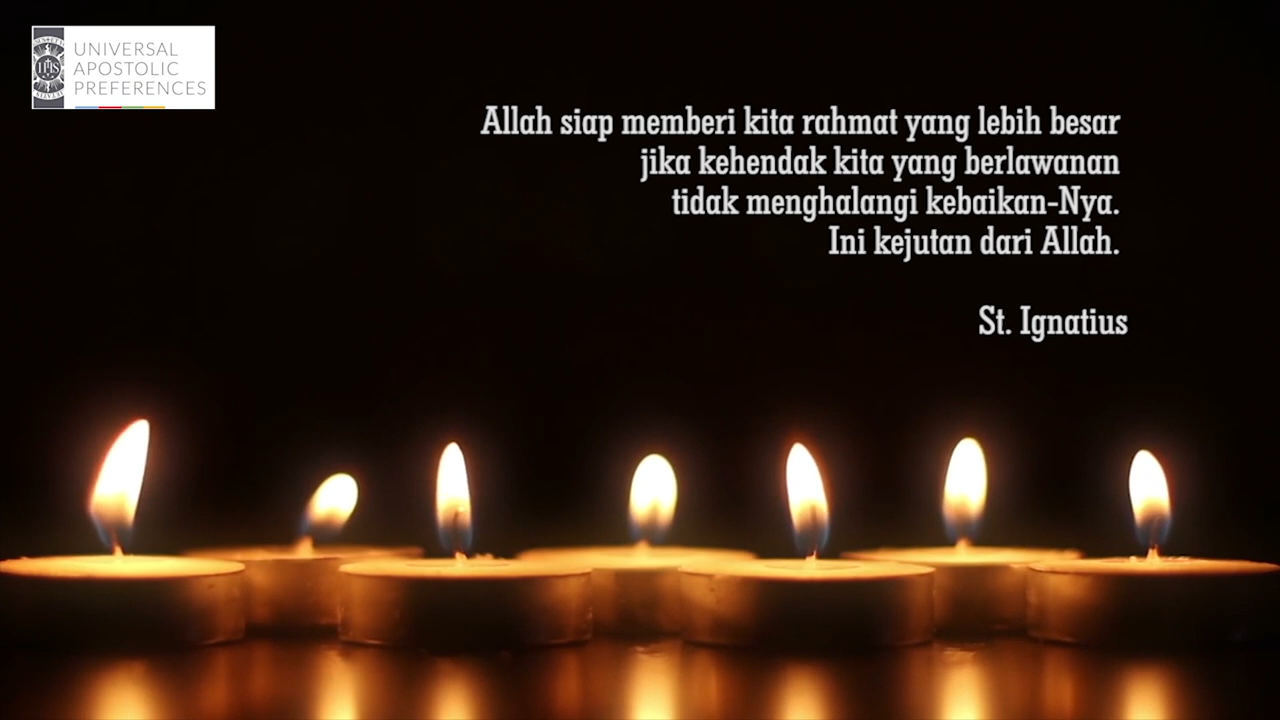 UNIVERSAL
APOSTOLIC
PREFERENCES
IHS
Allah siap memberi kita rahmat yang lebih besar
jika kehendak kita yang berlawanan
tidak menghalangi kebaikan-Nya.
Ini kejutan dari Allah.
St. Ignatius